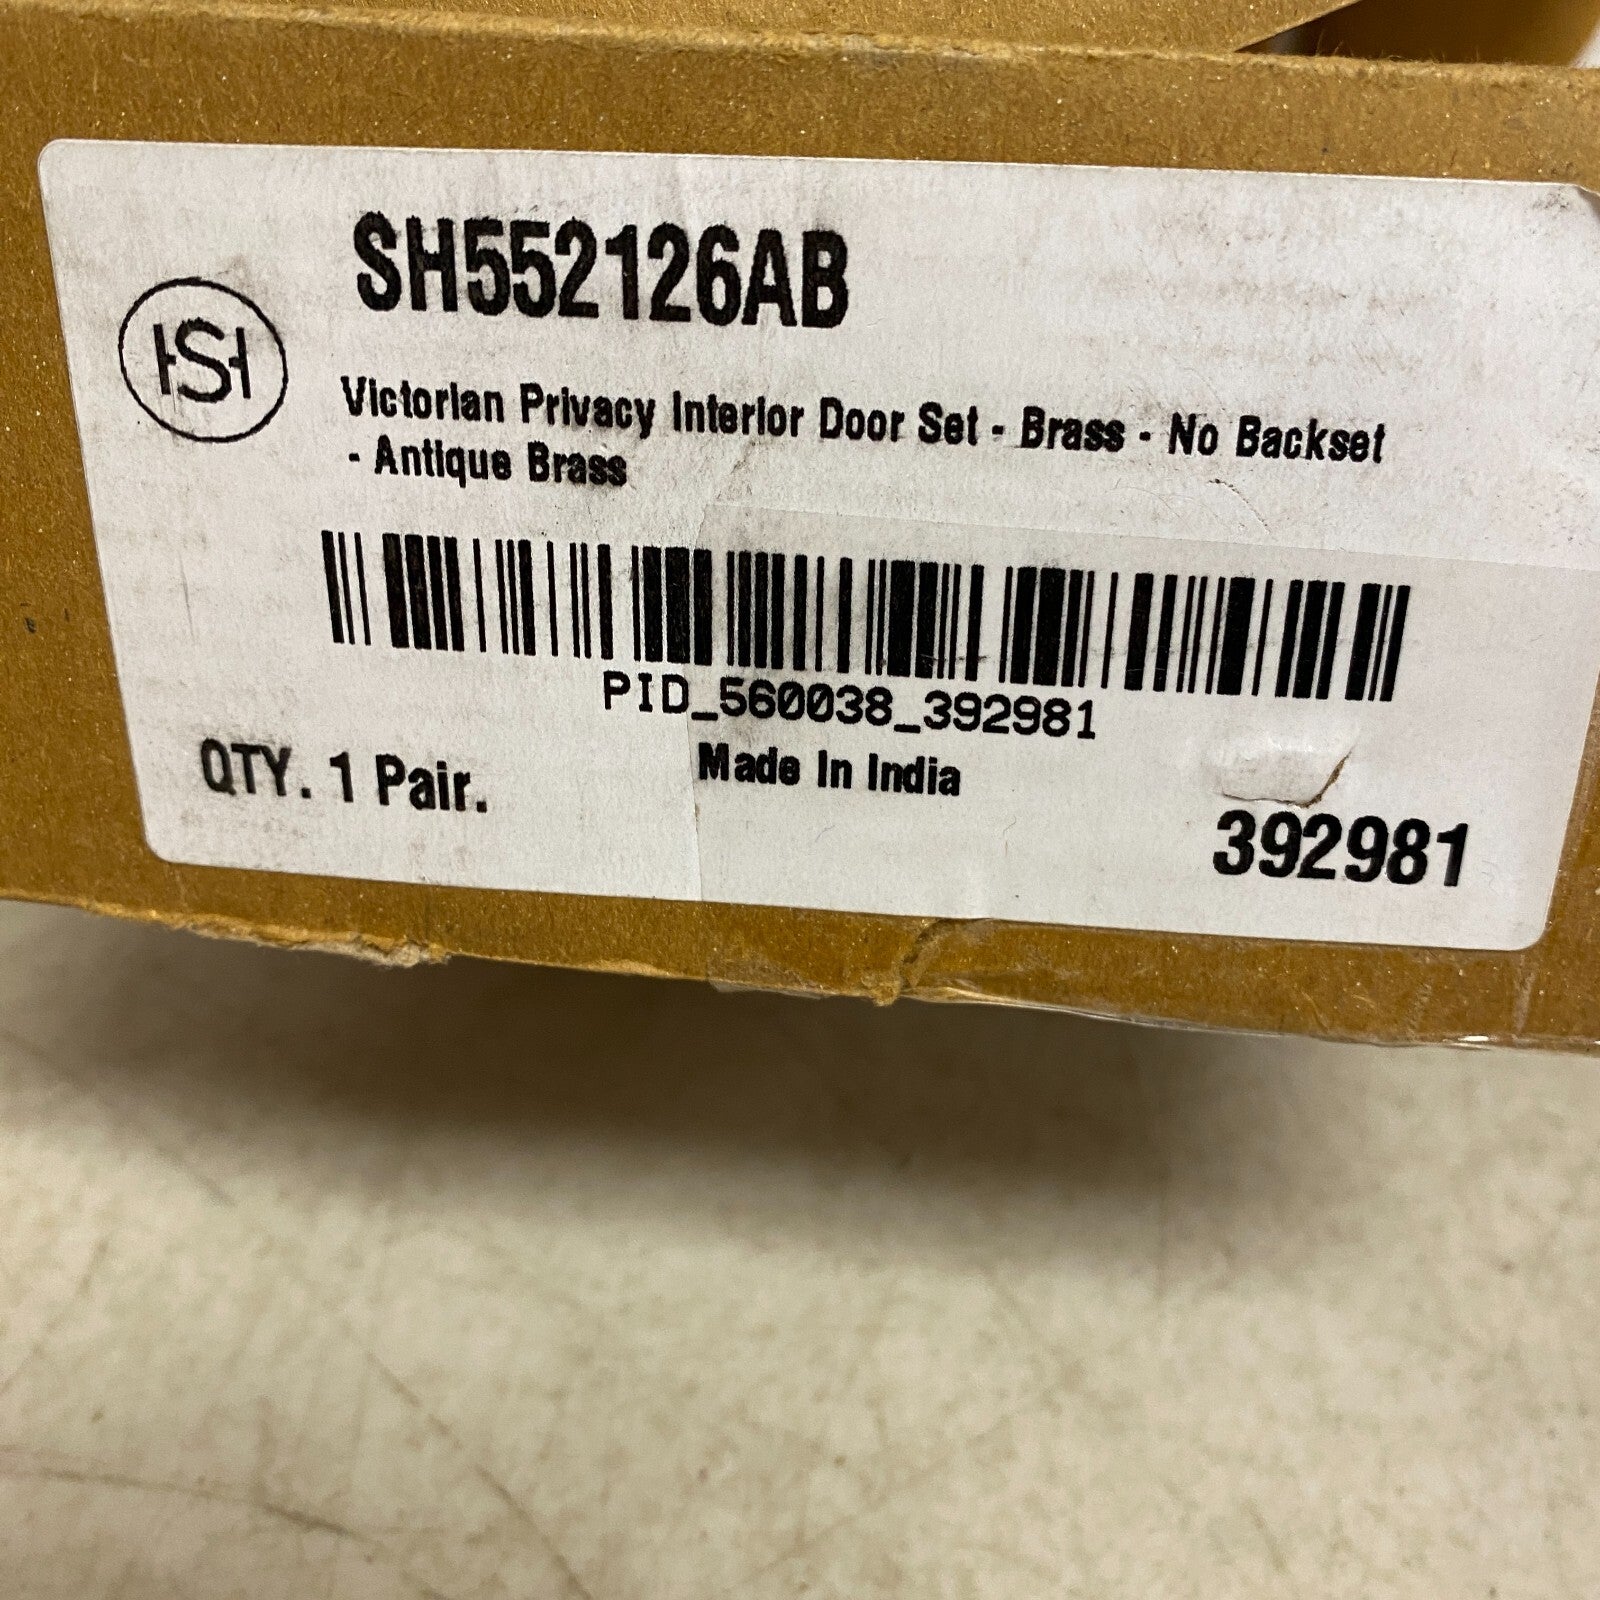 SH552126AB
HSH
Victorian Privacy Interior Door Set - Brass - No Backset
- Antique Brass
PID_560038_392981
QTY. 1 Pair.
Made In India
392981